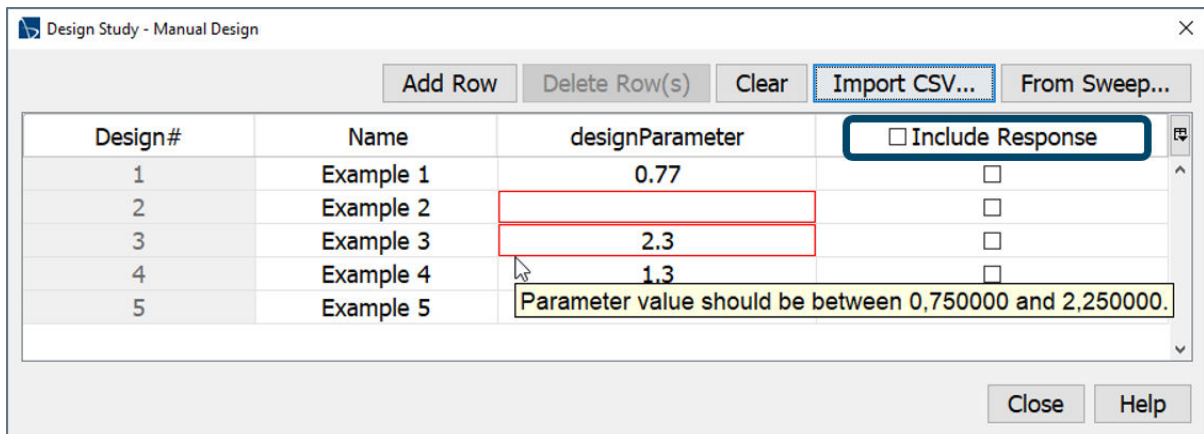 Design Study - Manual Design
Add Row Delete Row(s) Clear Import CSV... From Sweep...
Design# Name designParameter Include Response
1 Example 1 0.77
2 Example 2
3 Example 3 2.3
4 Example 4 1.3
5 Example 5
Parameter value should be between 0,750000 and 2,250000.
Close Help